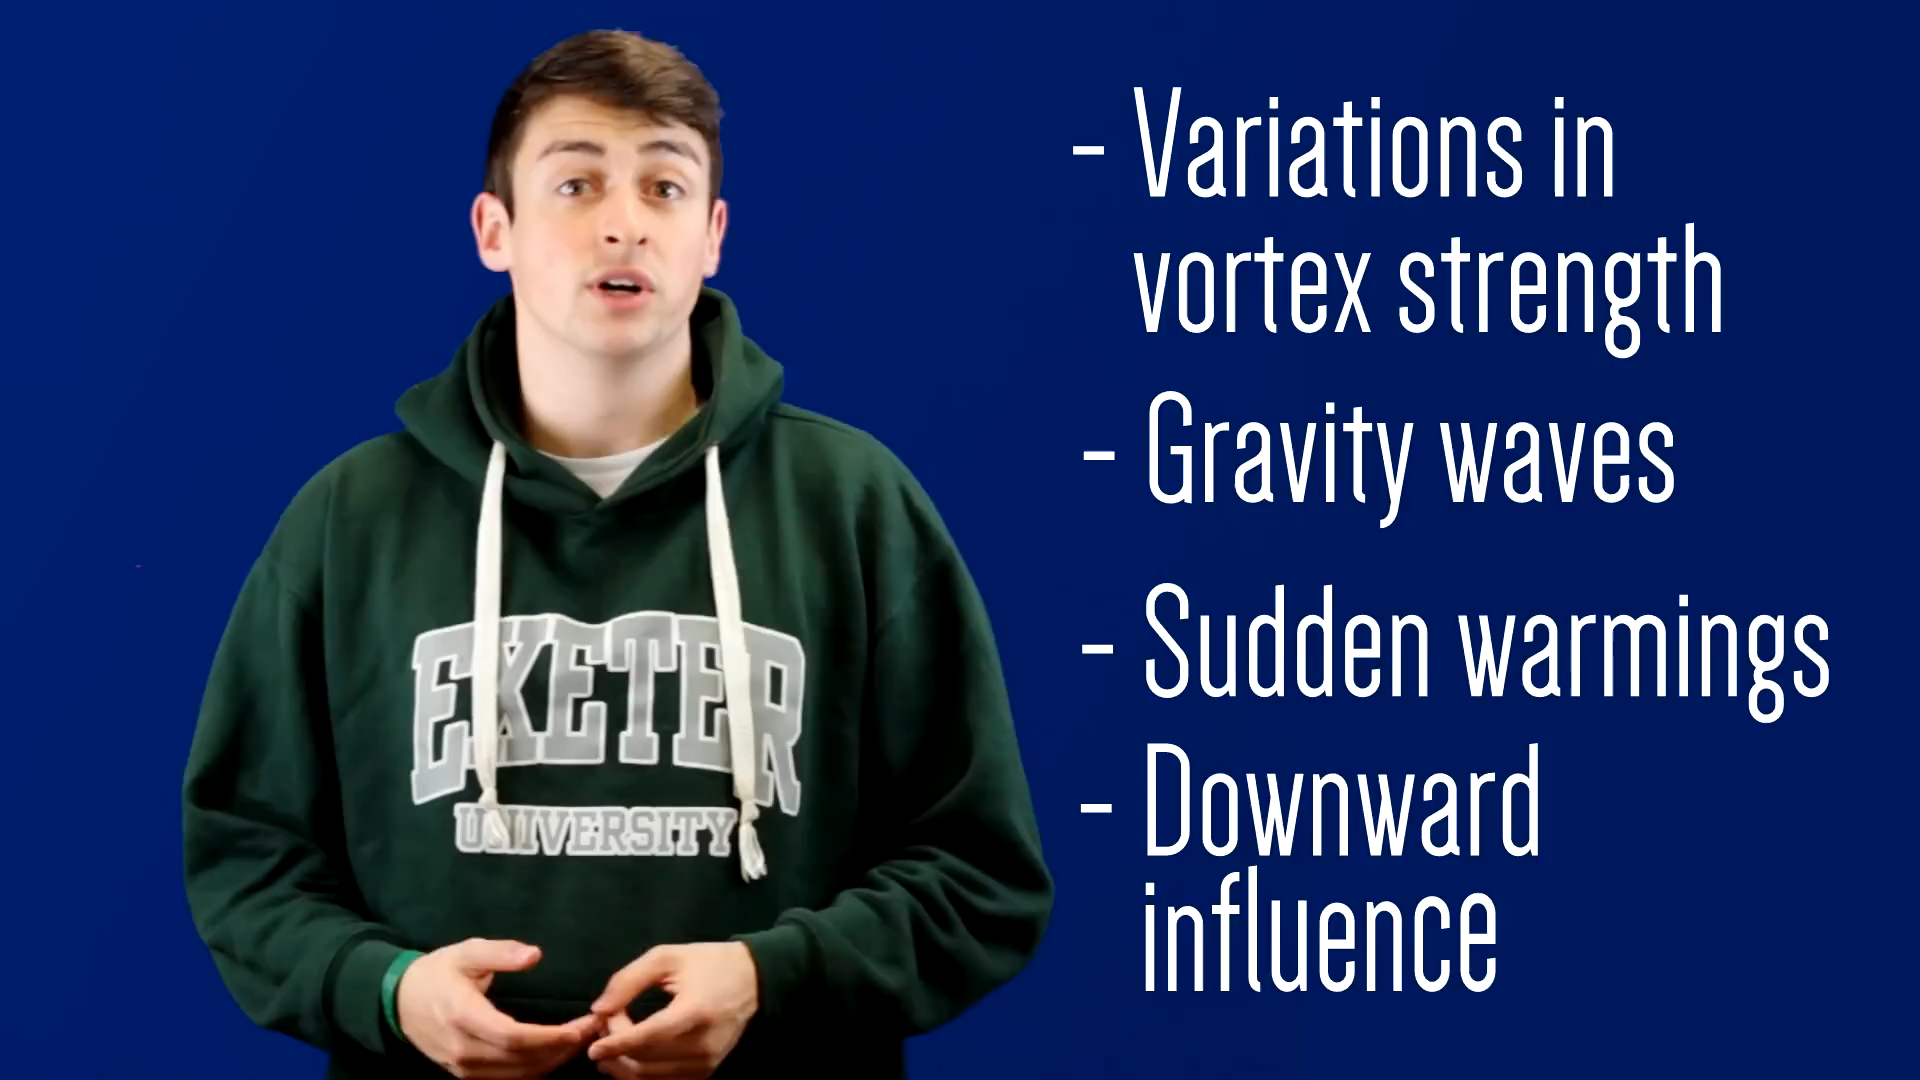 EXETER
UNIVERSITY
- Variations in
vortex strength
- Gravity waves
- Sudden warmings
- Downward
influence